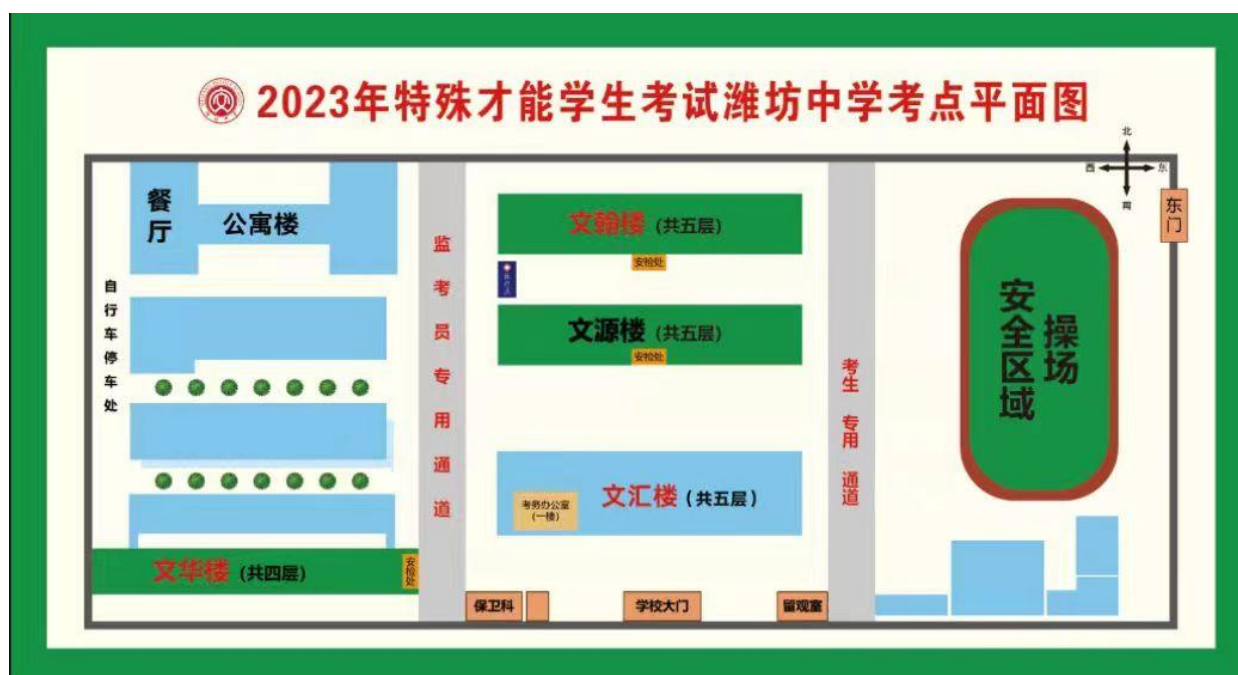 2023年特殊才能学生考试潍坊中学考点平面图
北
西
东
南
东门
餐厅
公寓楼
自行车停车处
监考员专用通道
文翰楼（共五层）
安检处
文源楼（共五层）
安检处
考生 专用 通道
安全区域
操场
文汇楼（共五层）
考务办公室
（一楼）
文华楼（共四层）
安检处
保卫科
学校大门
留观室